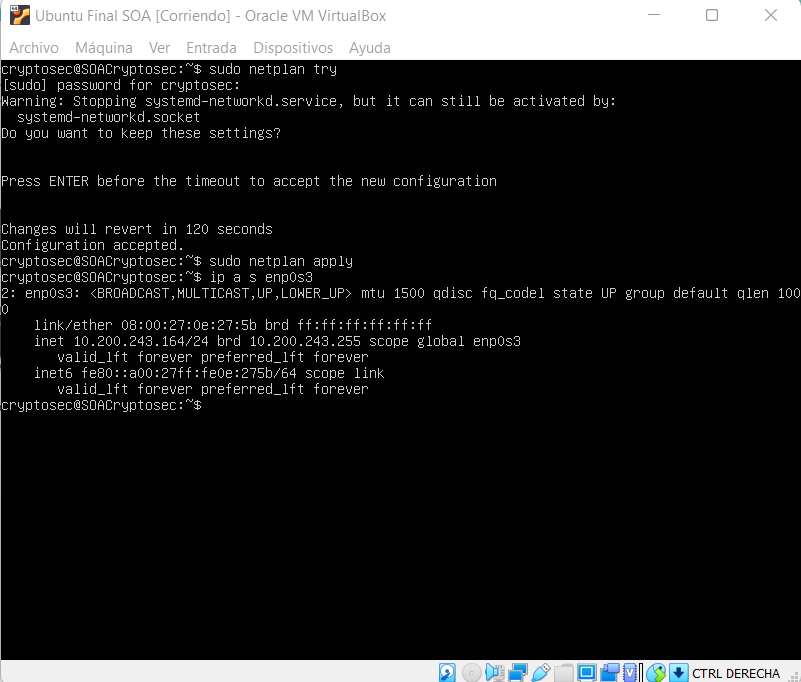 Ubuntu Final SOA [Corriendo] - Oracle VM VirtualBox
Archivo Máquina Ver Entrada Dispositivos Ayuda
cryptosec@SOACryptosec:~$ sudo netplan try
[sudo] password for cryptosec:
Warning: Stopping systemd-networkd.service, but it can still be activated by:
  systemd-networkd.socket
Do you want to keep these settings?
Press ENTER before the timeout to accept the new configuration
Changes will revert in 120 seconds
Configuration accepted.
cryptosec@SOACryptosec:~$ sudo netplan apply
cryptosec@SOACryptosec:~$ ip a s enp0s3
2: enp0s3: <BROADCAST,MULTICAST,UP,LOWER_UP> mtu 1500 qdisc fq_codel state UP group default qlen 100
0
    link/ether 08:00:27:0e:27:5b brd ff:ff:ff:ff:ff:ff
    inet 10.200.243.164/24 brd 10.200.243.255 scope global enp0s3
       valid_lft forever preferred_lft forever
    inet6 fe80::a00:27ff:fe0e:275b/64 scope link
       valid_lft forever preferred_lft forever
cryptosec@SOACryptosec:~$
CTRL DERECHA